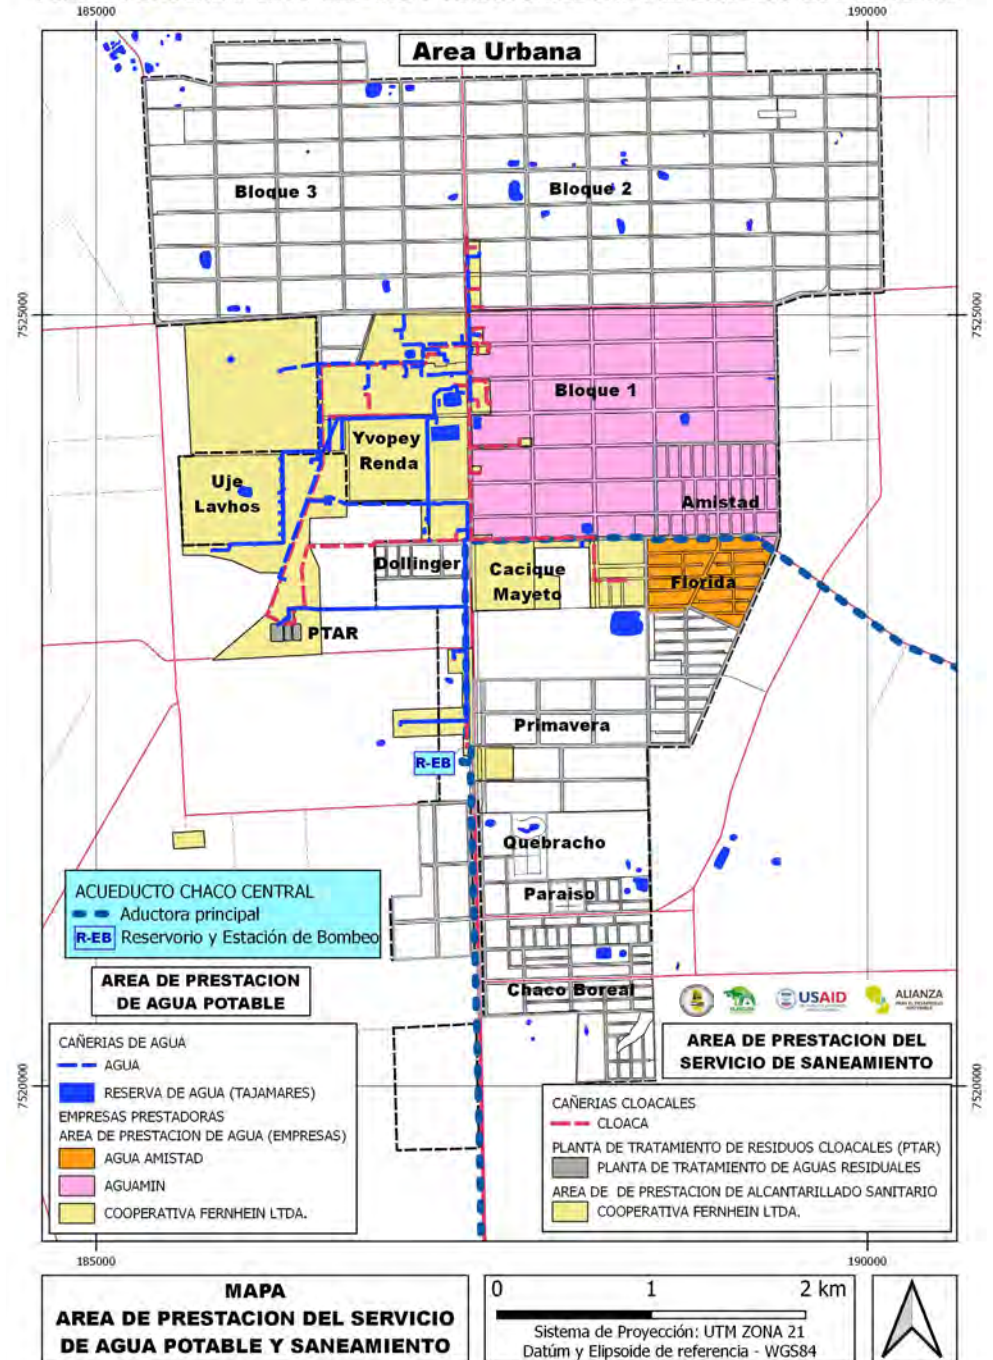 185000
190000
Area Urbana
Bloque 3
Bloque 2
7525000
7525000
Bloque 1
Yvopey
Renda
Uje
Lavhos
Amistad
Dollinger
Cacique
Mayeto
Florida
PTAR
Primavera
R-EB
Quebracho
Paraiso
Chaco Boreal
ACUEDUCTO CHACO CENTRAL
Aductora principal
R-EB Reservorio y Estación de Bombeo
AREA DE PRESTACION
DE AGUA POTABLE
CAÑERIAS DE AGUA
AGUA
RESERVA DE AGUA (TAJAMARES)
EMPRESAS PRESTADORAS
AREA DE PRESTACION DE AGUA (EMPRESAS)
AGUA AMISTAD
AGUAMIN
COOPERATIVA FERNHEIN LTDA.
USAID
ALIANZA
AREA DE PRESTACION DEL
SERVICIO DE SANEAMIENTO
CAÑERIAS CLOACALES
CLOACA
PLANTA DE TRATAMIENTO DE RESIDUOS CLOACALES (PTAR)
PLANTA DE TRATAMIENTO DE AGUAS RESIDUALES
AREA DE DE PRESTACION DE ALCANTARILLADO SANITARIO
COOPERATIVA FERNHEIN LTDA.
7520000
7520000
185000
190000
MAPA
AREA DE PRESTACION DEL SERVICIO
DE AGUA POTABLE Y SANEAMIENTO
0 1 2 km
Sistema de Proyección: UTM ZONA 21
Datúm y Elipsoide de referencia - WGS84